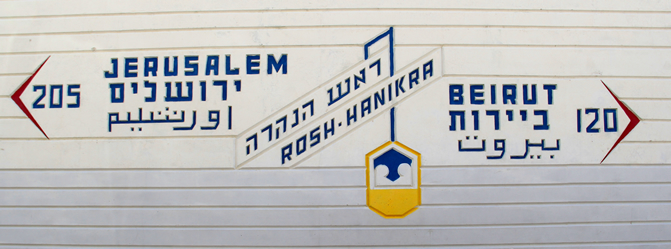 JERUSALEM
205 ירושלים
اورشليم
ראש הנקרה
ROSH-HANIKRA
BEIRUT
ביירות 120
بيروت